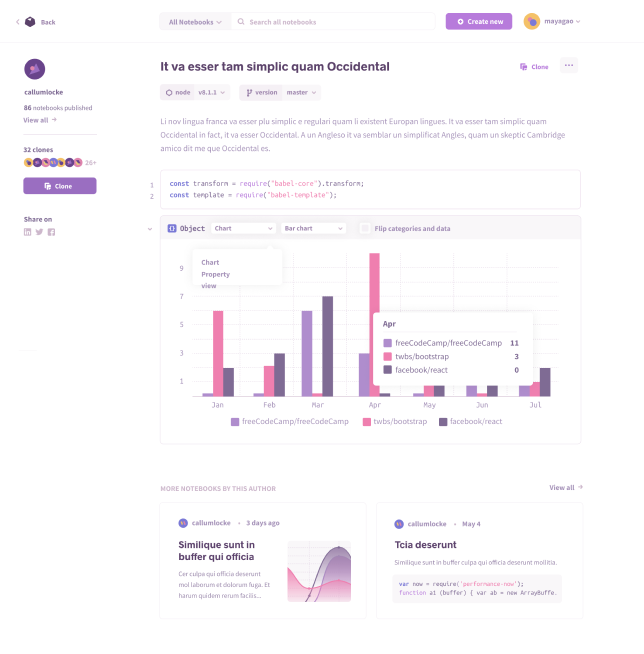 Back
All Notebooks
Search all notebooks
Create new
mayagao
callumlocke
86 notebooks published
View all
32 clones
26+
Clone
Share on
It va esser tam simplic quam Occidental
Clone
node v8.1.1
version master
Li nov lingua franca va esser plu simplic e regulari quam li existent Europan lingues. It va esser tam simplic quam
Occidental in fact, it va esser Occidental. A un Angleso it va semblar un simplificat Angles, quam un skeptic Cambridge
amico dit me que Occidental es.
1 const transform = require("babel-core").transform;
2 const template = require("babel-template");
{} Object
Chart
Bar chart
Flip categories and data
Chart
Property
view
9
7
5
3
1
Apr
freeCodeCamp/freeCodeCamp 11
twbs/bootstrap 3
facebook/react 0
Jan Feb Mar Apr May Jun Jul
freeCodeCamp/freeCodeCamp twbs/bootstrap facebook/react
MORE NOTEBOOKS BY THIS AUTHOR
View all
callumlocke • 3 days ago
Similique sunt in
buffer qui officia
Cer culpa qui officia deserunt
mol laborum et dolorum fuga. Et
harum quidem rerum facilis...
callumlocke • May 4
Tcia deserunt
Similique sunt in buffer culpa qui officia deserunt mollitia.
var now = require('performance-now');
function a1 (buffer) { var ab = new ArrayBuffe.